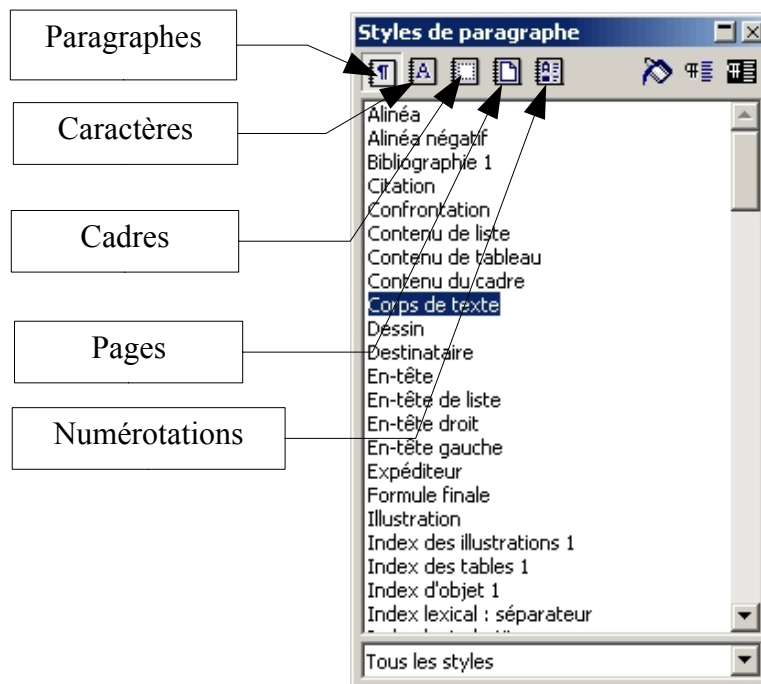 Paragraphes
Caractères
Cadres
Pages
Numérotations
Styles de paragraphe
Alinéa
Alinéa négatif
Bibliographie 1
Citation
Confrontation
Contenu de liste
Contenu de tableau
Contenu du cadre
Corps de texte
Dessin
Destinataire
En-tête
En-tête de liste
En-tête droit
En-tête gauche
Expéditeur
Formule finale
Illustration
Index des illustrations 1
Index des tables 1
Index d'objet 1
Index lexical : séparateur
Tous les styles